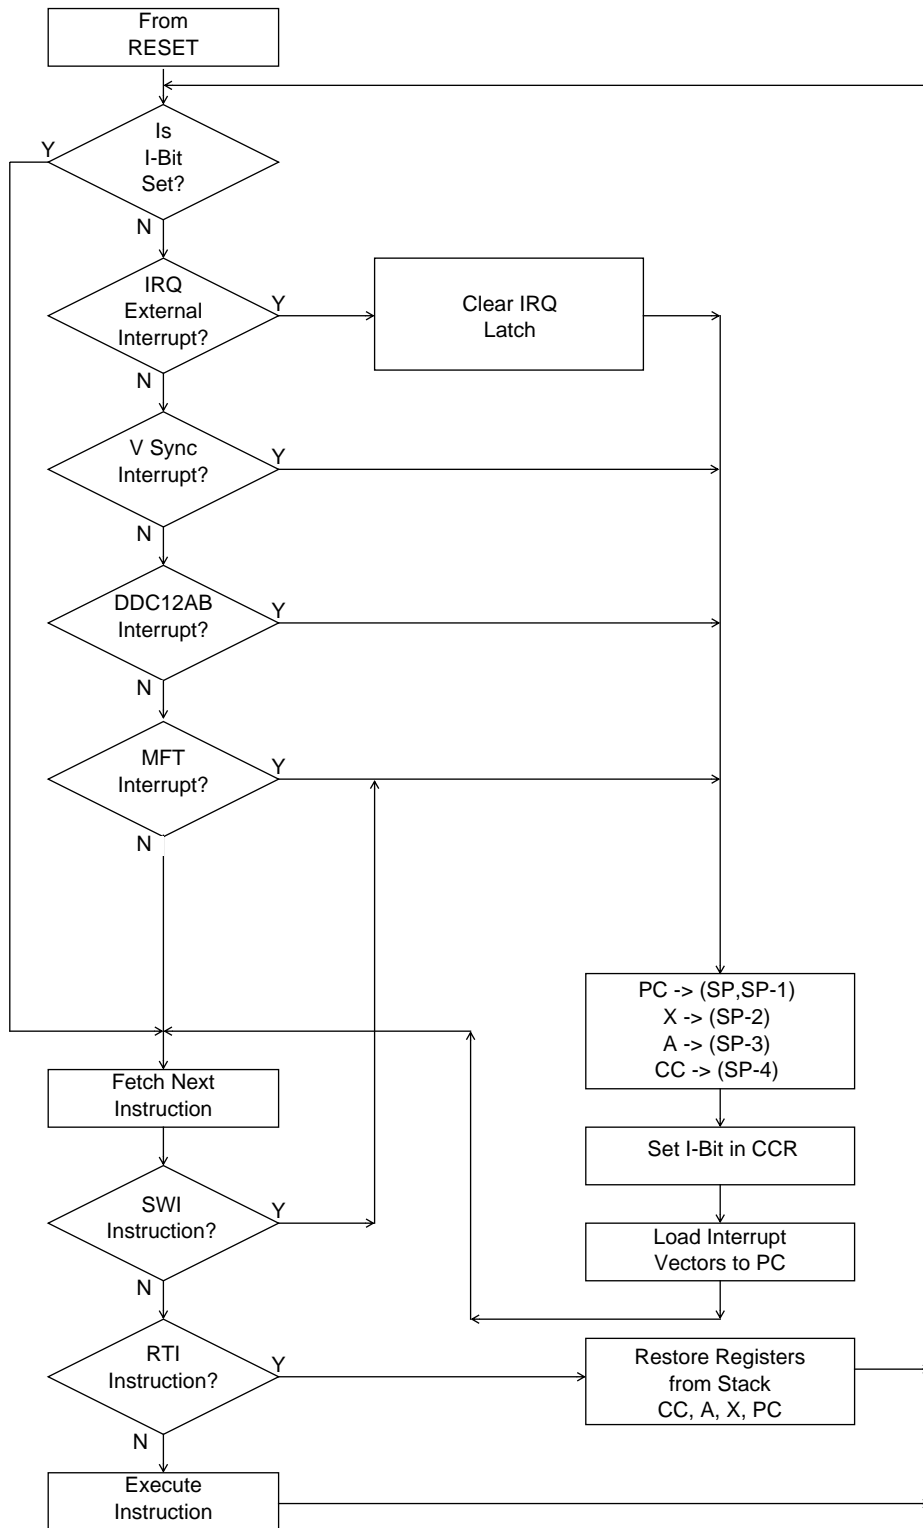 From
RESET
Is
I-Bit
Set?
Y
N
IRQ
External
Interrupt?
Y
N
Clear IRQ
Latch
V Sync
Interrupt?
Y
N
DDC12AB
Interrupt?
Y
N
MFT
Interrupt?
Y
N
PC -> (SP,SP-1)
X -> (SP-2)
A -> (SP-3)
CC -> (SP-4)
Fetch Next
Instruction
Set I-Bit in CCR
SWI
Instruction?
Y
N
Load Interrupt
Vectors to PC
RTI
Instruction?
Y
N
Restore Registers
from Stack
CC, A, X, PC
Execute
Instruction